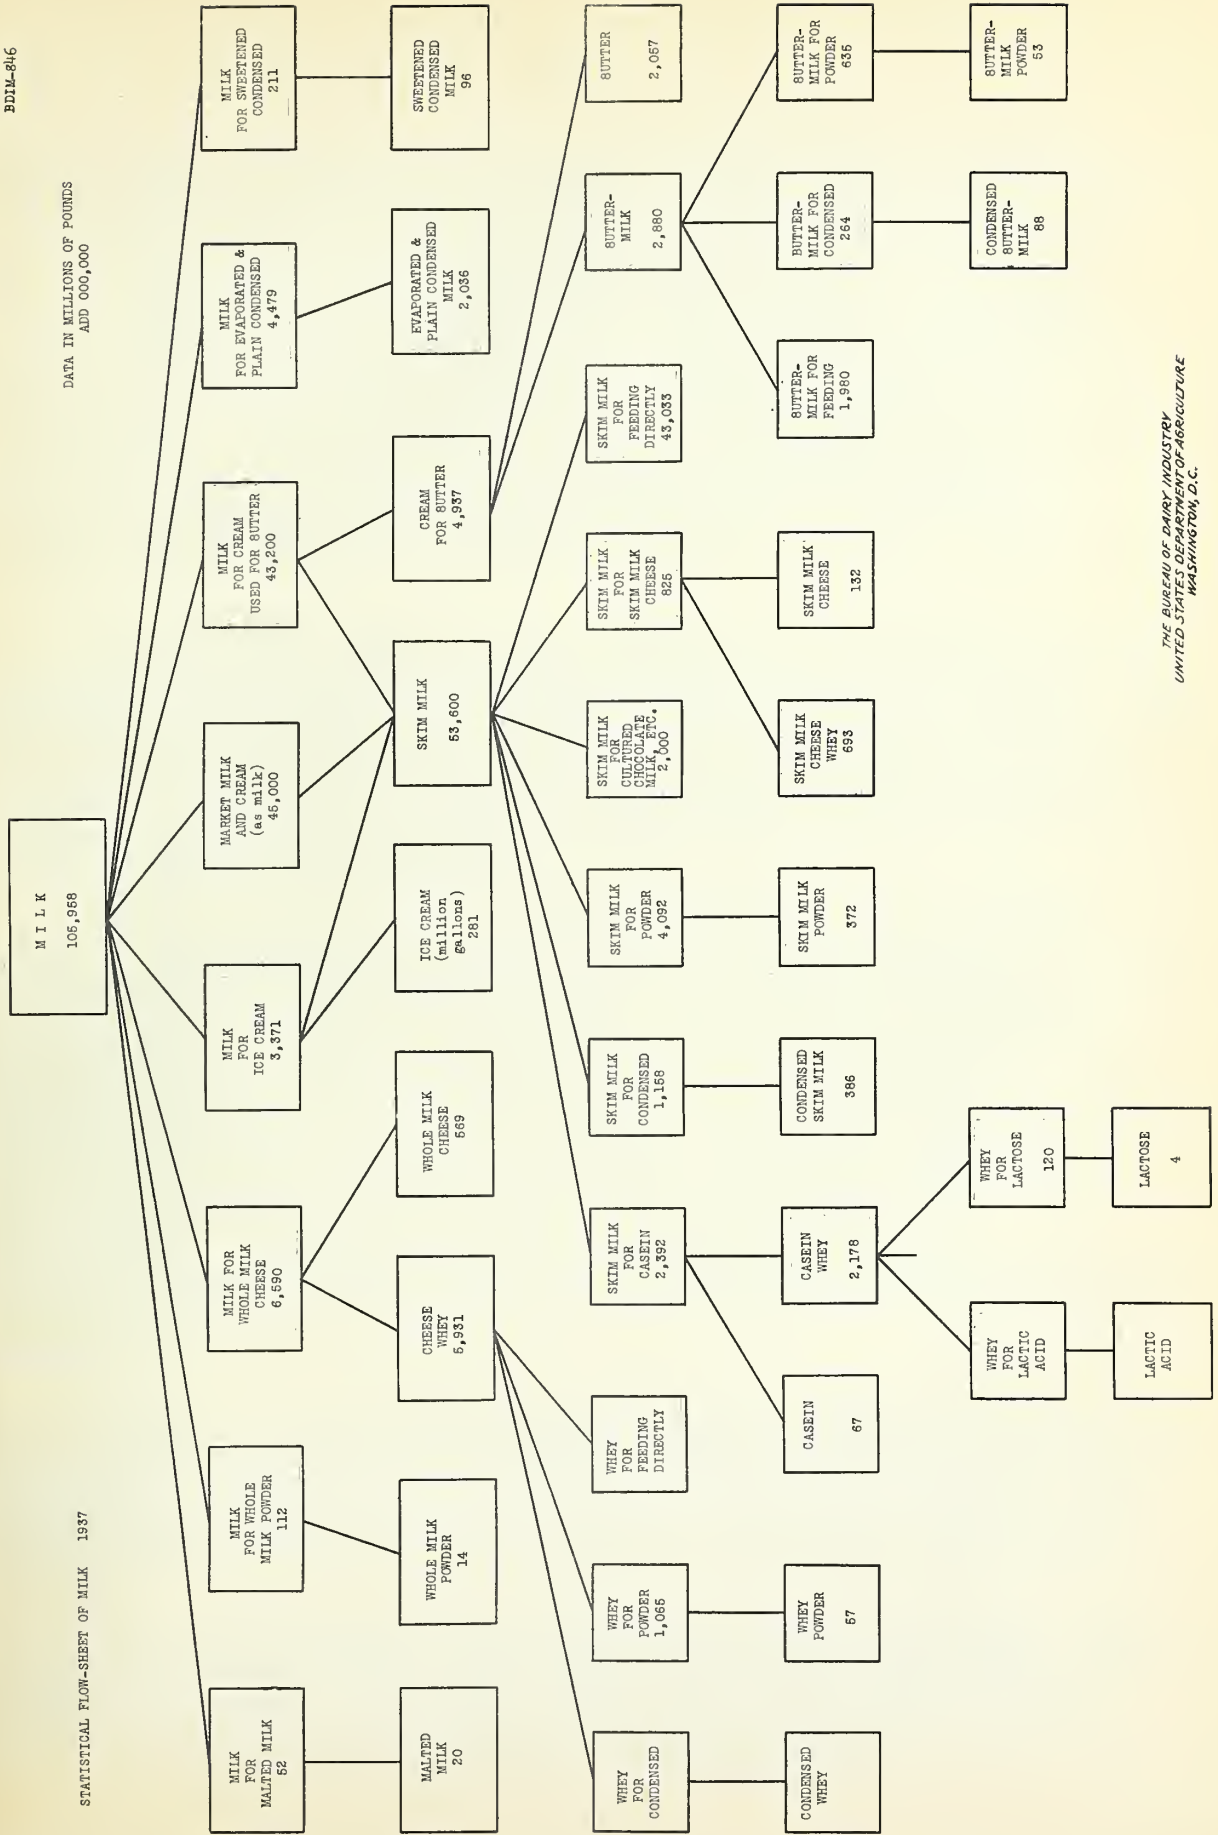 BDIM-846
STATISTICAL FLOW-SHEET OF MILK 1937
DATA IN MILLIONS OF POUNDS
ADD 000,000
MILK
105,958
MILK
FOR
MALTED MILK
52
MILK
FOR WHOLE
MILK POWDER
112
MILK FOR
WHOLE MILK
CHEESE
6,590
MILK
FOR
ICE CREAM
3,371
MARKET MILK
AND CREAM
(as milk)
45,000
MILK
FOR CREAM
USED FOR BUTTER
43,200
MILK
FOR EVAPORATED &
PLAIN CONDENSED
4,479
MILK
FOR SWEETENED
CONDENSED
211
MALTED
MILK
20
WHOLE MILK
POWDER
14
CHEESE
WHEY
5,931
WHOLE MILK
CHEESE
569
ICE CREAM
(million
gallons)
281
SKIM MILK
53,600
CREAM
FOR BUTTER
4,937
EVAPORATED &
PLAIN CONDENSED
MILK
2,036
SWEETENED
CONDENSED
MILK
96
WHEY
FOR
CONDENSED
WHEY
FOR
POWDER
1,065
WHEY
FOR
FEEDING
DIRECTLY
SKIM MILK
FOR
CASEIN
2,392
SKIM MILK
FOR
CONDENSED
1,158
SKIM MILK
FOR
POWDER
4,092
SKIM MILK
FOR
CULTURED
CHOCOLATE
MILK, ETC.
2,000
SKIM MILK
FOR
SKIM MILK
CHEESE
825
SKIM MILK
FOR
FEEDING
DIRECTLY
43,033
BUTTER-
MILK
2,880
BUTTER
2,057
CONDENSED
WHEY
WHEY
POWDER
57
CASEIN
67
CASEIN
WHEY
2,178
CONDENSED
SKIM MILK
386
SKIM MILK
POWDER
372
SKIM MILK
CHEESE
WHEY
693
SKIM MILK
CHEESE
132
BUTTER-
MILK FOR
FEEDING
1,980
BUTTER-
MILK FOR
CONDENSED
264
BUTTER-
MILK FOR
POWDER
635
WHEY
FOR
LACTIC
ACID
WHEY
FOR
LACTOSE
120
CONDENSED
BUTTER-
MILK
88
BUTTER-
MILK
POWDER
53
LACTIC
ACID
LACTOSE
4
THE BUREAU OF DAIRY INDUSTRY
UNITED STATES DEPARTMENT OF AGRICULTURE
WASHINGTON, D.C.